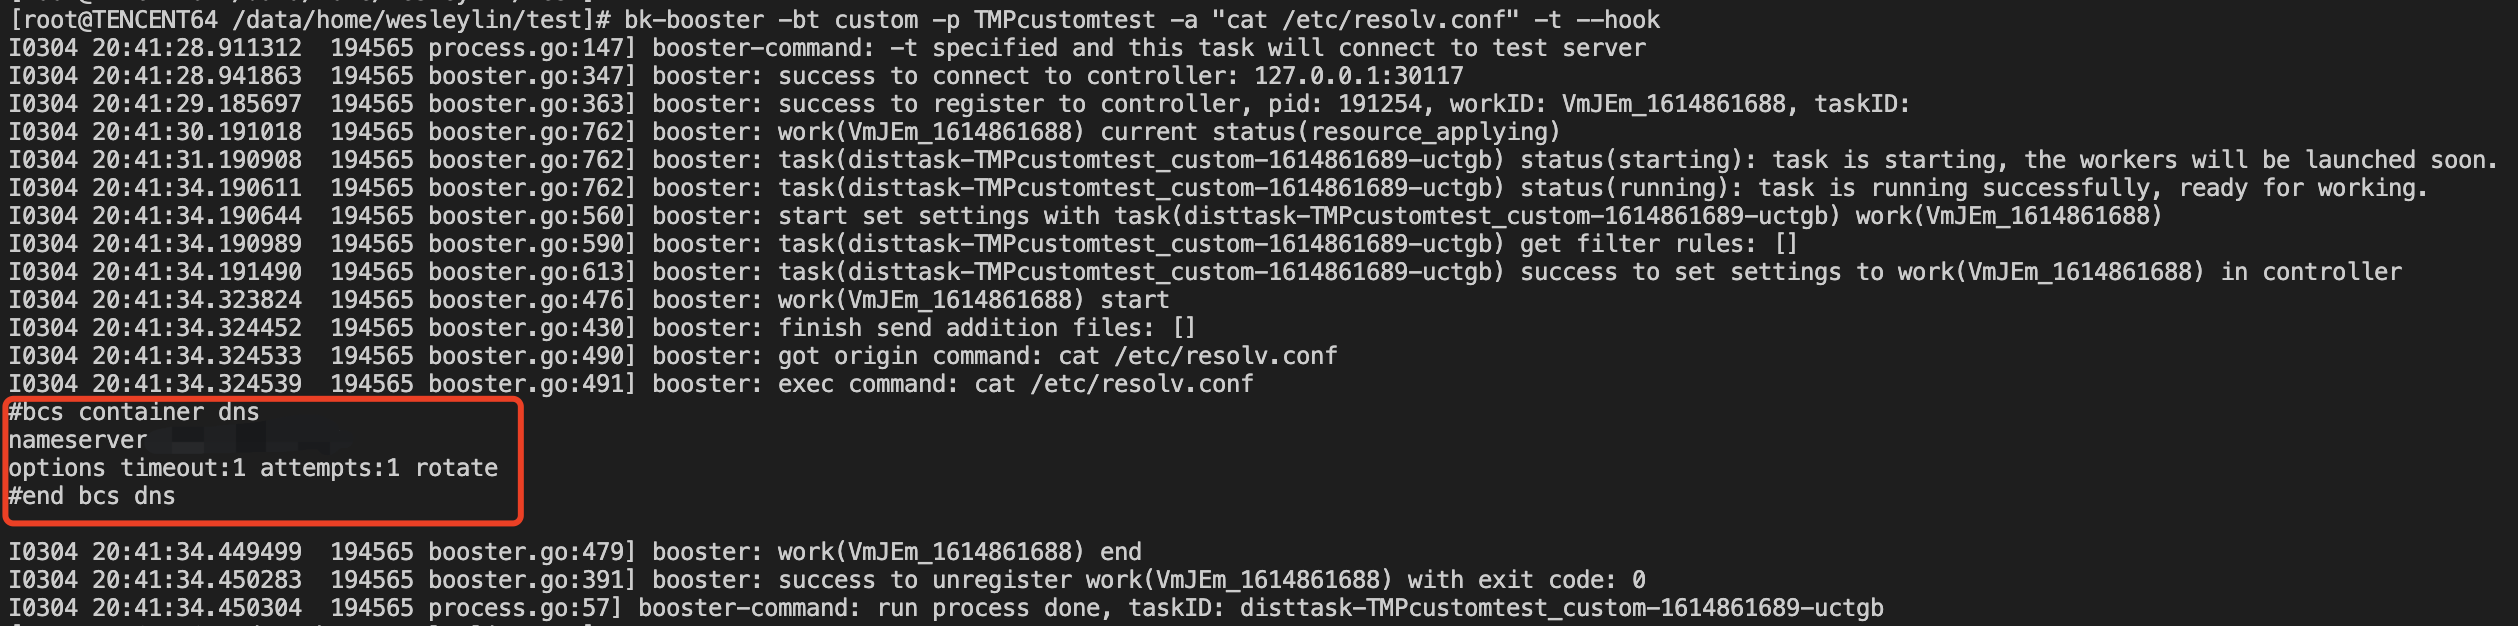 [root@TENCENT64 /data/home/wesleylin/test]# bk-booster -bt custom -p TMPcustomtest -a "cat /etc/resolv.conf" -t --hook
I0304 20:41:28.911312  194565 process.go:147] booster-command: -t specified and this task will connect to test server
I0304 20:41:28.941863  194565 booster.go:347] booster: success to connect to controller: 127.0.0.1:30117
I0304 20:41:29.185697  194565 booster.go:363] booster: success to register to controller, pid: 191254, workID: VmJEm_1614861688, taskID:
I0304 20:41:30.191018  194565 booster.go:762] booster: work(VmJEm_1614861688) current status(resource_applying)
I0304 20:41:31.190908  194565 booster.go:762] booster: task(disttask-TMPcustomtest_custom-1614861689-uctgb) status(starting): task is starting, the workers will be launched soon.
I0304 20:41:34.190611  194565 booster.go:762] booster: task(disttask-TMPcustomtest_custom-1614861689-uctgb) status(running): task is running successfully, ready for working.
I0304 20:41:34.190644  194565 booster.go:560] booster: start set settings with task(disttask-TMPcustomtest_custom-1614861689-uctgb) work(VmJEm_1614861688)
I0304 20:41:34.190989  194565 booster.go:590] booster: task(disttask-TMPcustomtest_custom-1614861689-uctgb) get filter rules: []
I0304 20:41:34.191490  194565 booster.go:613] booster: task(disttask-TMPcustomtest_custom-1614861689-uctgb) success to set settings to work(VmJEm_1614861688) in controller
I0304 20:41:34.323824  194565 booster.go:476] booster: work(VmJEm_1614861688) start
I0304 20:41:34.324452  194565 booster.go:430] booster: finish send addition files: []
I0304 20:41:34.324533  194565 booster.go:490] booster: got origin command: cat /etc/resolv.conf
I0304 20:41:34.324539  194565 booster.go:491] booster: exec command: cat /etc/resolv.conf
#bcs container dns
nameserver
options timeout:1 attempts:1 rotate
#end bcs dns
I0304 20:41:34.449499  194565 booster.go:479] booster: work(VmJEm_1614861688) end
I0304 20:41:34.450283  194565 booster.go:391] booster: success to unregister work(VmJEm_1614861688) with exit code: 0
I0304 20:41:34.450304  194565 process.go:57] booster-command: run process done, taskID: disttask-TMPcustomtest_custom-1614861689-uctgb